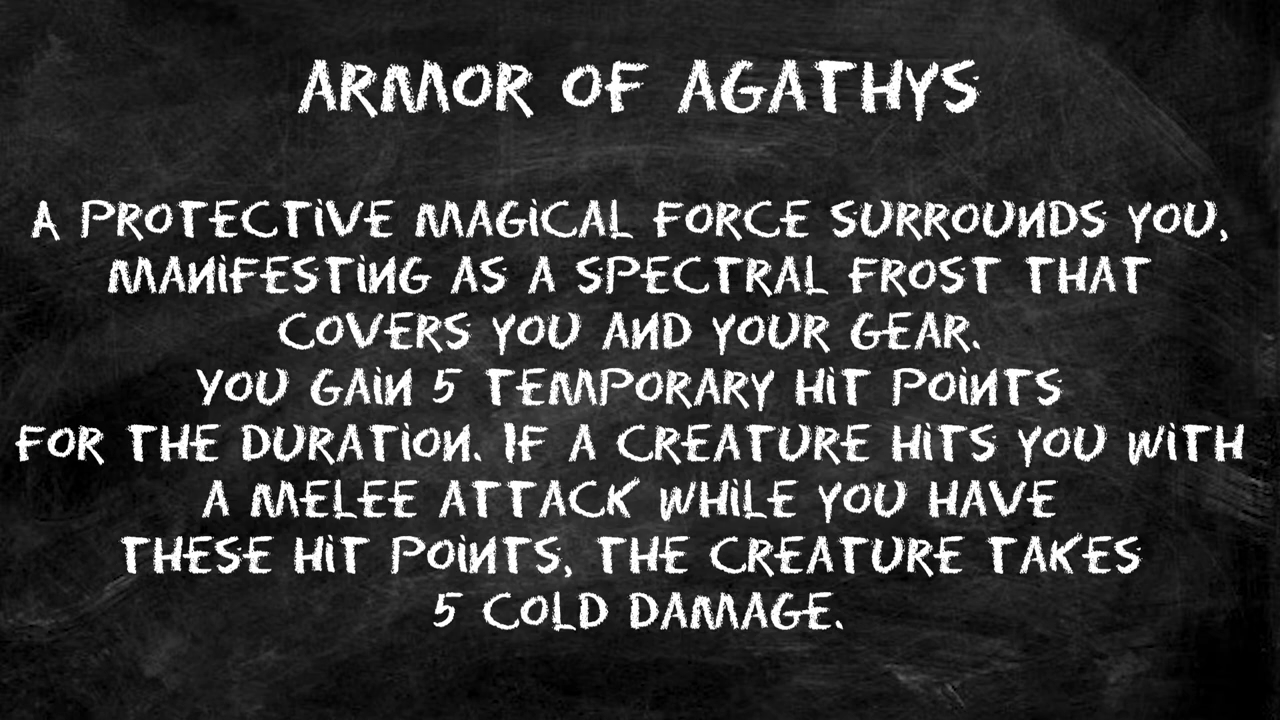 ARMOR OF AGATHYS
A PROTECTIVE MAGICAL FORCE SURROUNDS YOU,
MANIFESTING AS A SPECTRAL FROST THAT
COVERS YOU AND YOUR GEAR.
YOU GAIN 5 TEMPORARY HIT POINTS
FOR THE DURATION. IF A CREATURE HITS YOU WITH
A MELEE ATTACK WHILE YOU HAVE
THESE HIT POINTS, THE CREATURE TAKES
5 COLD DAMAGE.